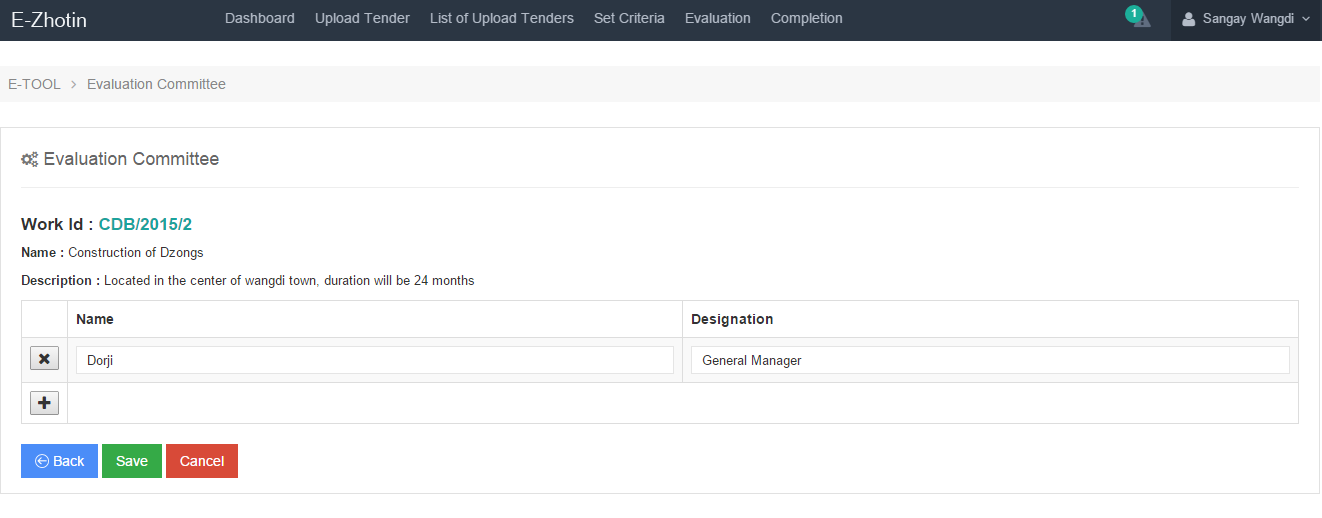 E-Zhotin Dashboard Upload Tender List of Upload Tenders Set Criteria Evaluation Completion 1 Sangay Wangdi
E-TOOL > Evaluation Committee
Evaluation Committee
Work Id : CDB/2015/2
Name : Construction of Dzongs
Description : Located in the center of wangdi town, duration will be 24 months
Name Designation
Dorji General Manager
Back Save Cancel